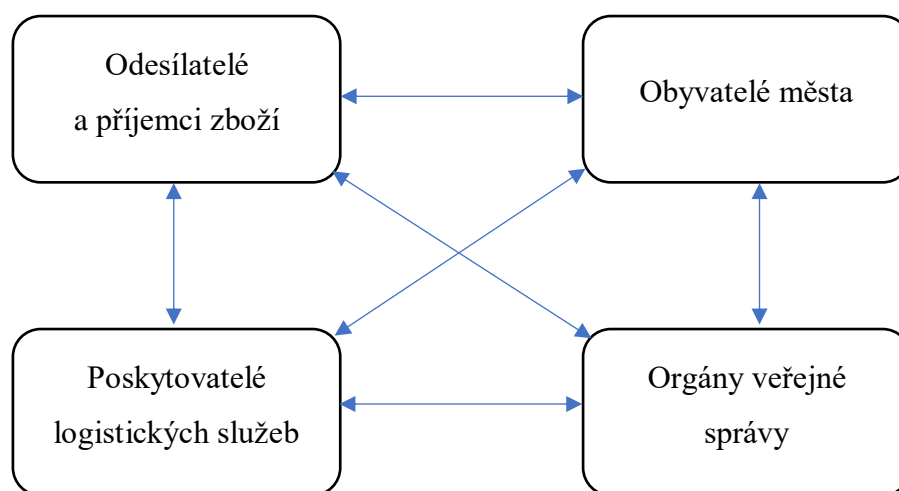 Odesílatelé
a příjemci zboží
Obyvatelé města
Poskytovatelé
logistických služeb
Orgány veřejné
správy